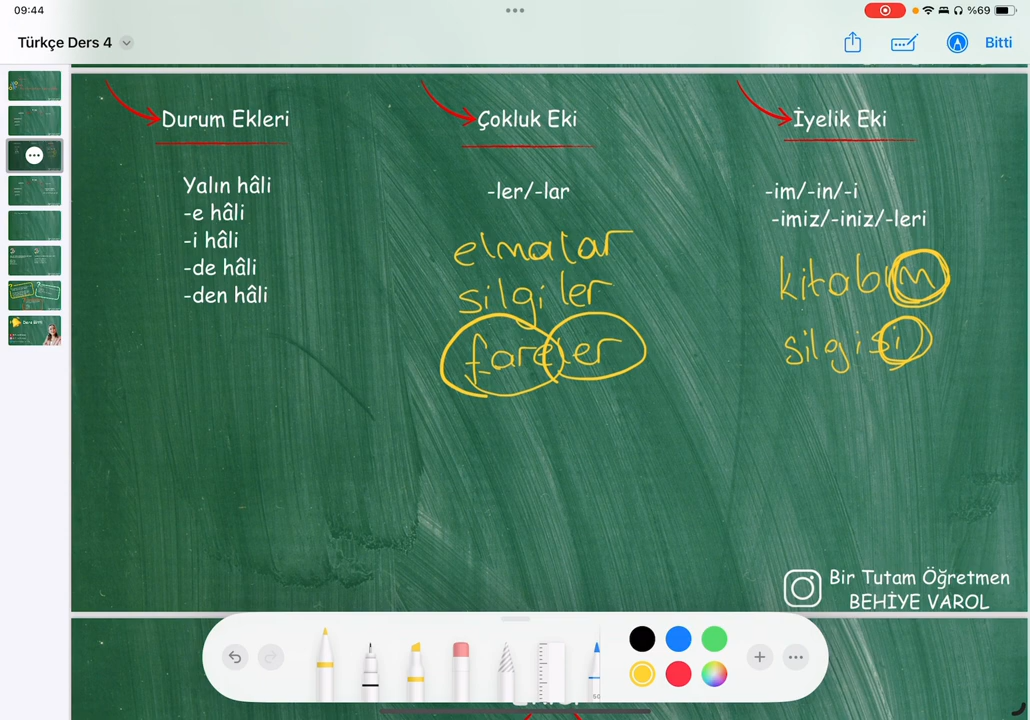 09:44
%69
Türkçe Ders 4
Bitti
Durum Ekleri
Yalın hâli
-e hâli
-i hâli
-de hâli
-den hâli
Çokluk Eki
-ler/-lar
elmalar
silgiler
fareler
İyelik Eki
-im/-in/-i
-imiz/-iniz/-leri
kitabım
silgisi
Bir Tutam Öğretmen
BEHİYE VAROL